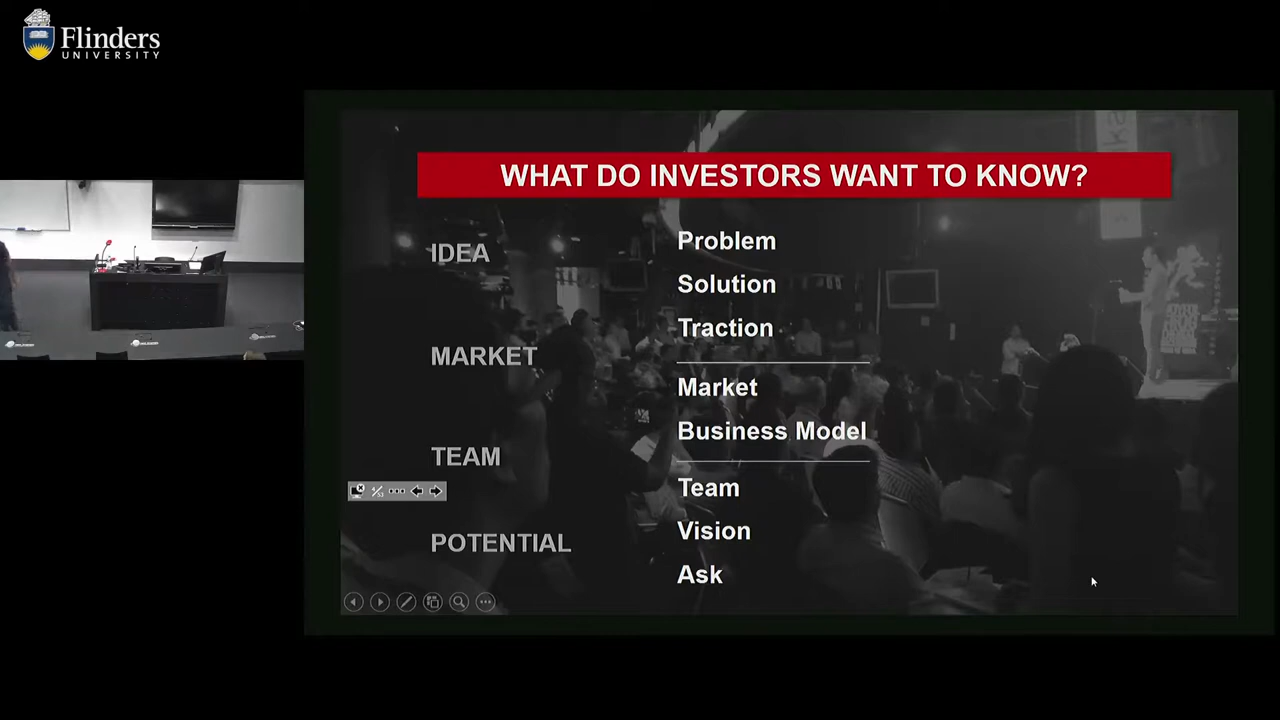 Flinders
UNIVERSITY
WHAT DO INVESTORS WANT TO KNOW?
IDEA
MARKET
TEAM
POTENTIAL
Problem
Solution
Traction
Market
Business Model
Team
Vision
Ask